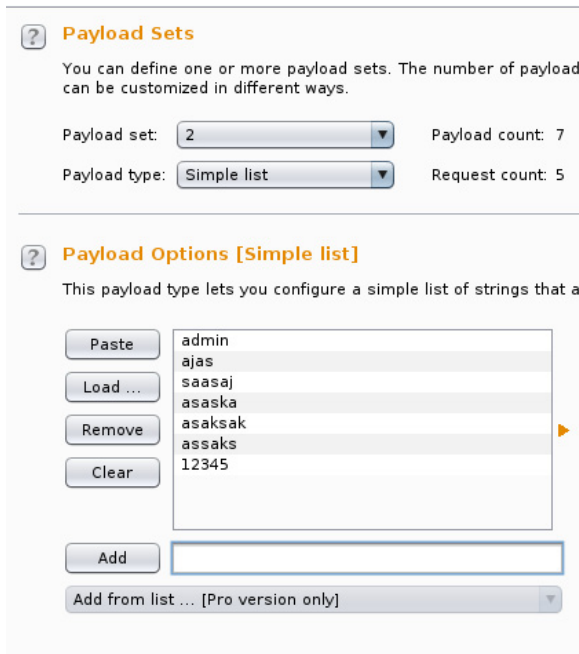 Payload Sets
You can define one or more payload sets. The number of payload
can be customized in different ways.
Payload set: 2 Payload count: 7
Payload type: Simple list Request count: 5
Payload Options [Simple list]
This payload type lets you configure a simple list of strings that a
Paste
Load ...
Remove
Clear
admin
ajas
saasaj
asaska
asaksak
assaks
12345
Add
Add from list ... [Pro version only]